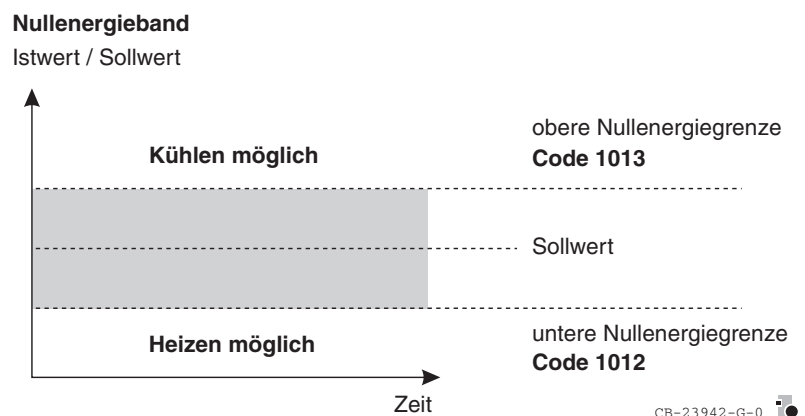 Nullenergieband
Istwert / Sollwert
obere Nullenergiegrenze
Kühlen möglich
Code 1013
Sollwert
untere Nullenergiegrenze
Heizen möglich
Code 1012
Zeit
CB-23942-G-0